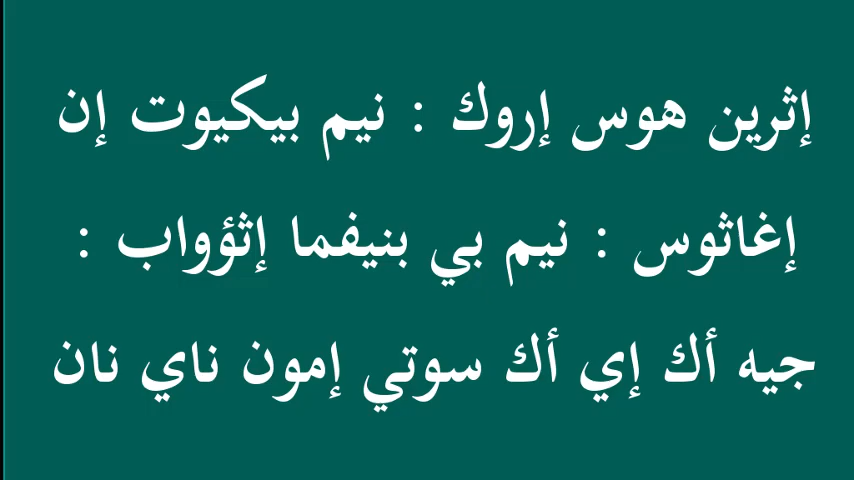 إثرين هوس إروك : نيم بيكيوت إن
إغاثوس : نيم بي بنيفما إثؤواب :
جيه أك إي أك سوتي إمون ناي نان